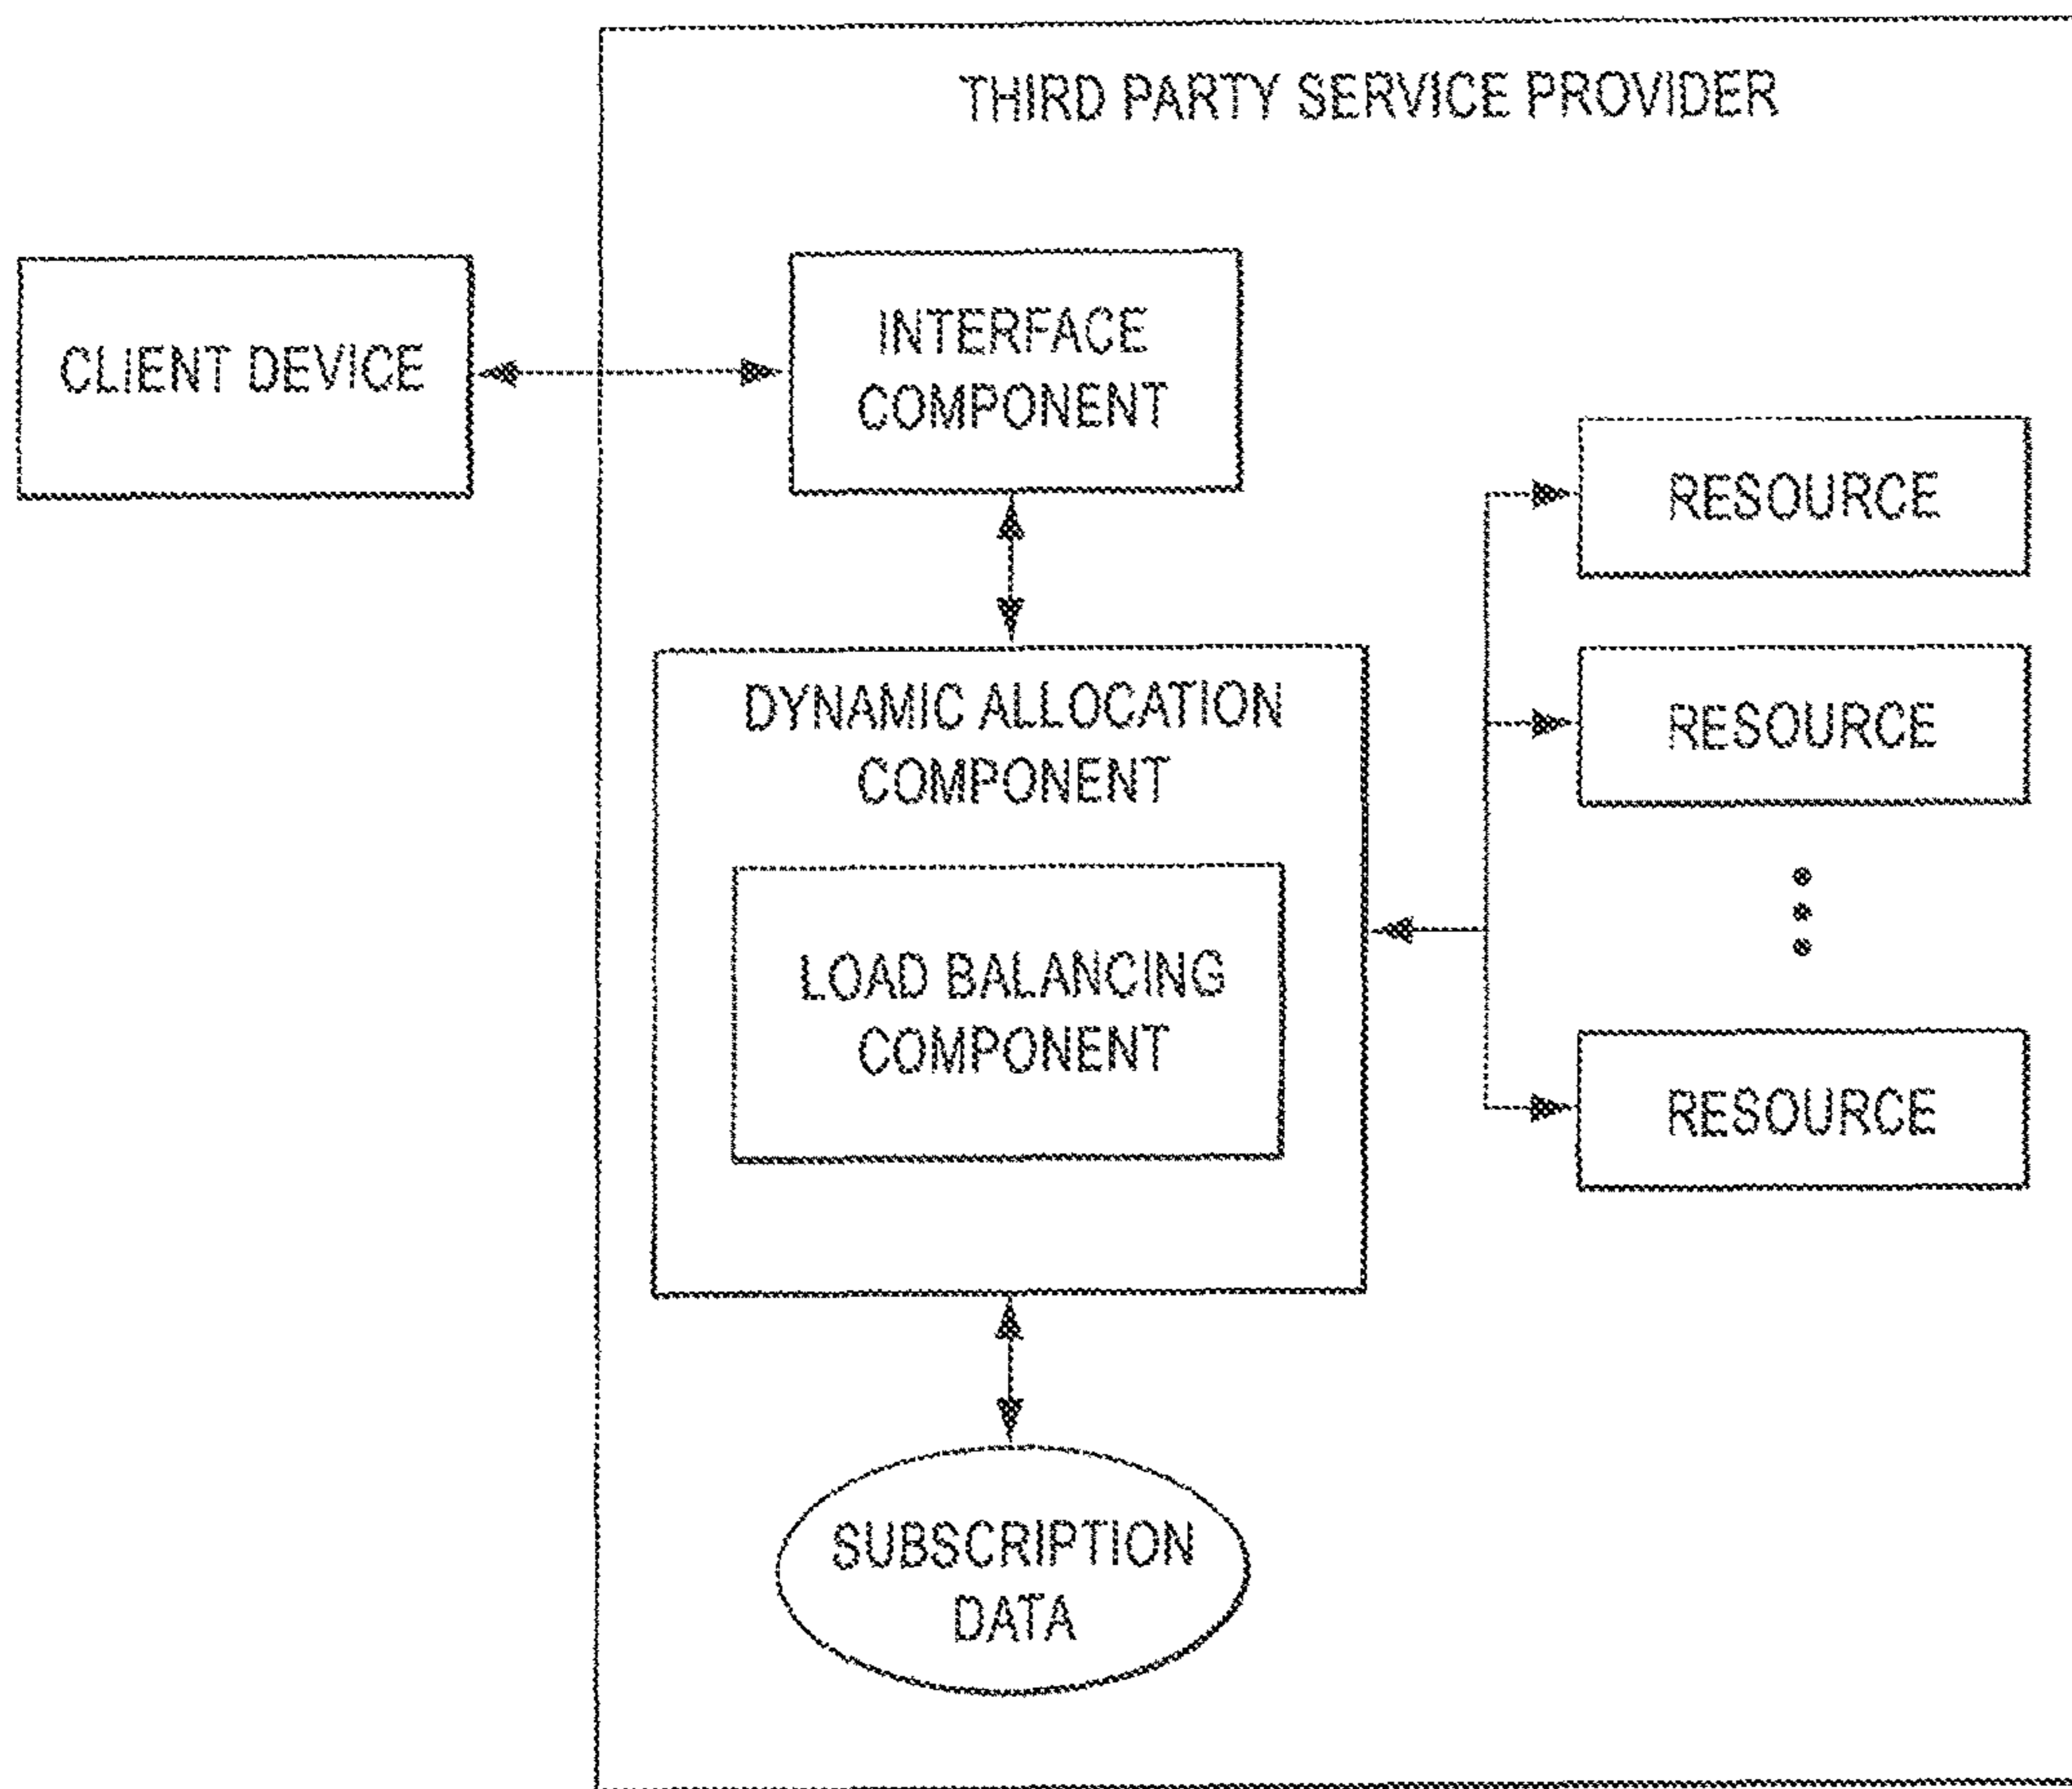 THIRD PARTY SERVICE PROVIDER
CLIENT DEVICE
INTERFACE
COMPONENT
RESOURCE
DYNAMIC ALLOCATION
COMPONENT
RESOURCE
LOAD BALANCING
COMPONENT
RESOURCE
SUBSCRIPTION
DATA